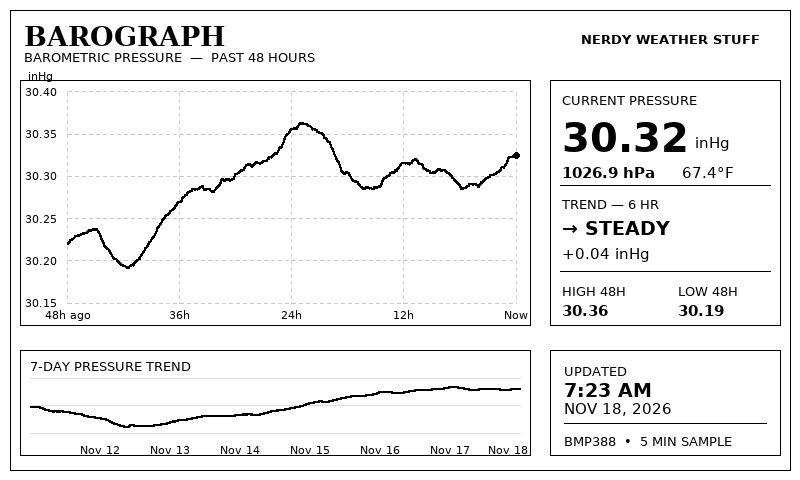 BAROGRAPH
BAROMETRIC PRESSURE — PAST 48 HOURS
NERDY WEATHER STUFF
inHg
30.40
30.35
30.30
30.25
30.20
30.15
48h ago 36h 24h 12h Now
CURRENT PRESSURE
30.32 inHg
1026.9 hPa 67.4°F
TREND — 6 HR
→ STEADY
+0.04 inHg
HIGH 48H LOW 48H
30.36 30.19
7-DAY PRESSURE TREND
Nov 12 Nov 13 Nov 14 Nov 15 Nov 16 Nov 17 Nov 18
UPDATED
7:23 AM
NOV 18, 2026
BMP388 • 5 MIN SAMPLE